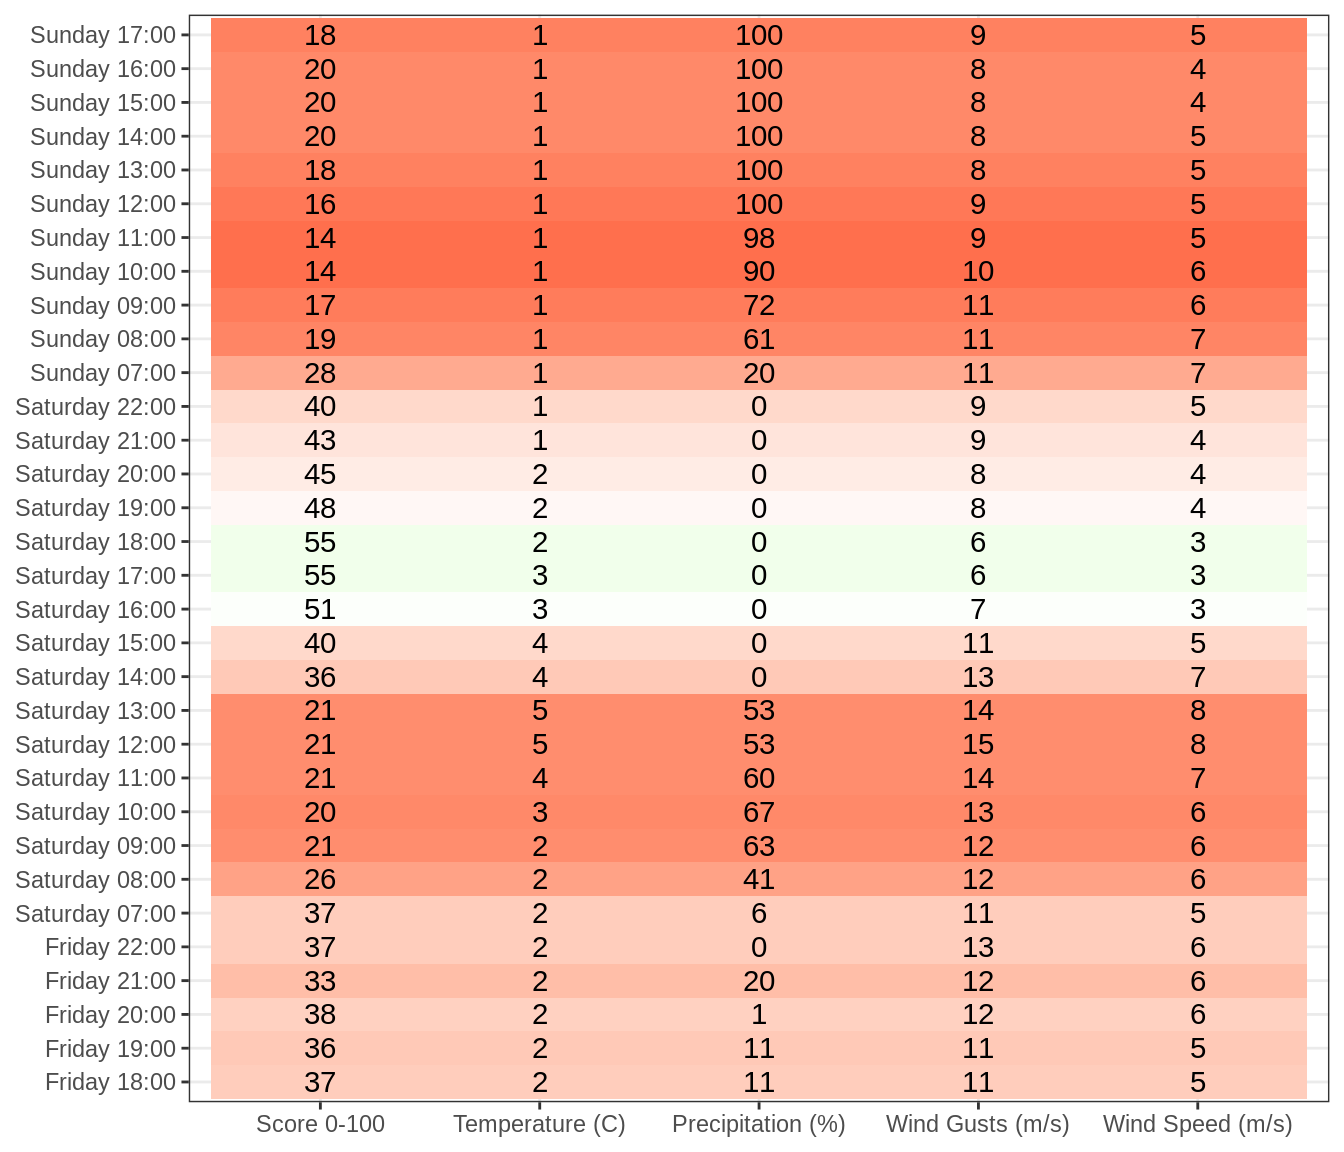 Sunday 17:00 18 1 100 9 5
Sunday 16:00 20 1 100 8 4
Sunday 15:00 20 1 100 8 4
Sunday 14:00 20 1 100 8 5
Sunday 13:00 18 1 100 8 5
Sunday 12:00 16 1 100 9 5
Sunday 11:00 14 1 98 9 5
Sunday 10:00 14 1 90 10 6
Sunday 09:00 17 1 72 11 6
Sunday 08:00 19 1 61 11 7
Sunday 07:00 28 1 20 11 7
Saturday 22:00 40 1 0 9 5
Saturday 21:00 43 1 0 9 4
Saturday 20:00 45 2 0 8 4
Saturday 19:00 48 2 0 8 4
Saturday 18:00 55 2 0 6 3
Saturday 17:00 55 3 0 6 3
Saturday 16:00 51 3 0 7 3
Saturday 15:00 40 4 0 11 5
Saturday 14:00 36 4 0 13 7
Saturday 13:00 21 5 53 14 8
Saturday 12:00 21 5 53 15 8
Saturday 11:00 21 4 60 14 7
Saturday 10:00 20 3 67 13 6
Saturday 09:00 21 2 63 12 6
Saturday 08:00 26 2 41 12 6
Saturday 07:00 37 2 6 11 5
Friday 22:00 37 2 0 13 6
Friday 21:00 33 2 20 12 6
Friday 20:00 38 2 1 12 6
Friday 19:00 36 2 11 11 5
Friday 18:00 37 2 11 11 5
Score 0-100 Temperature (C) Precipitation (%) Wind Gusts (m/s) Wind Speed (m/s)